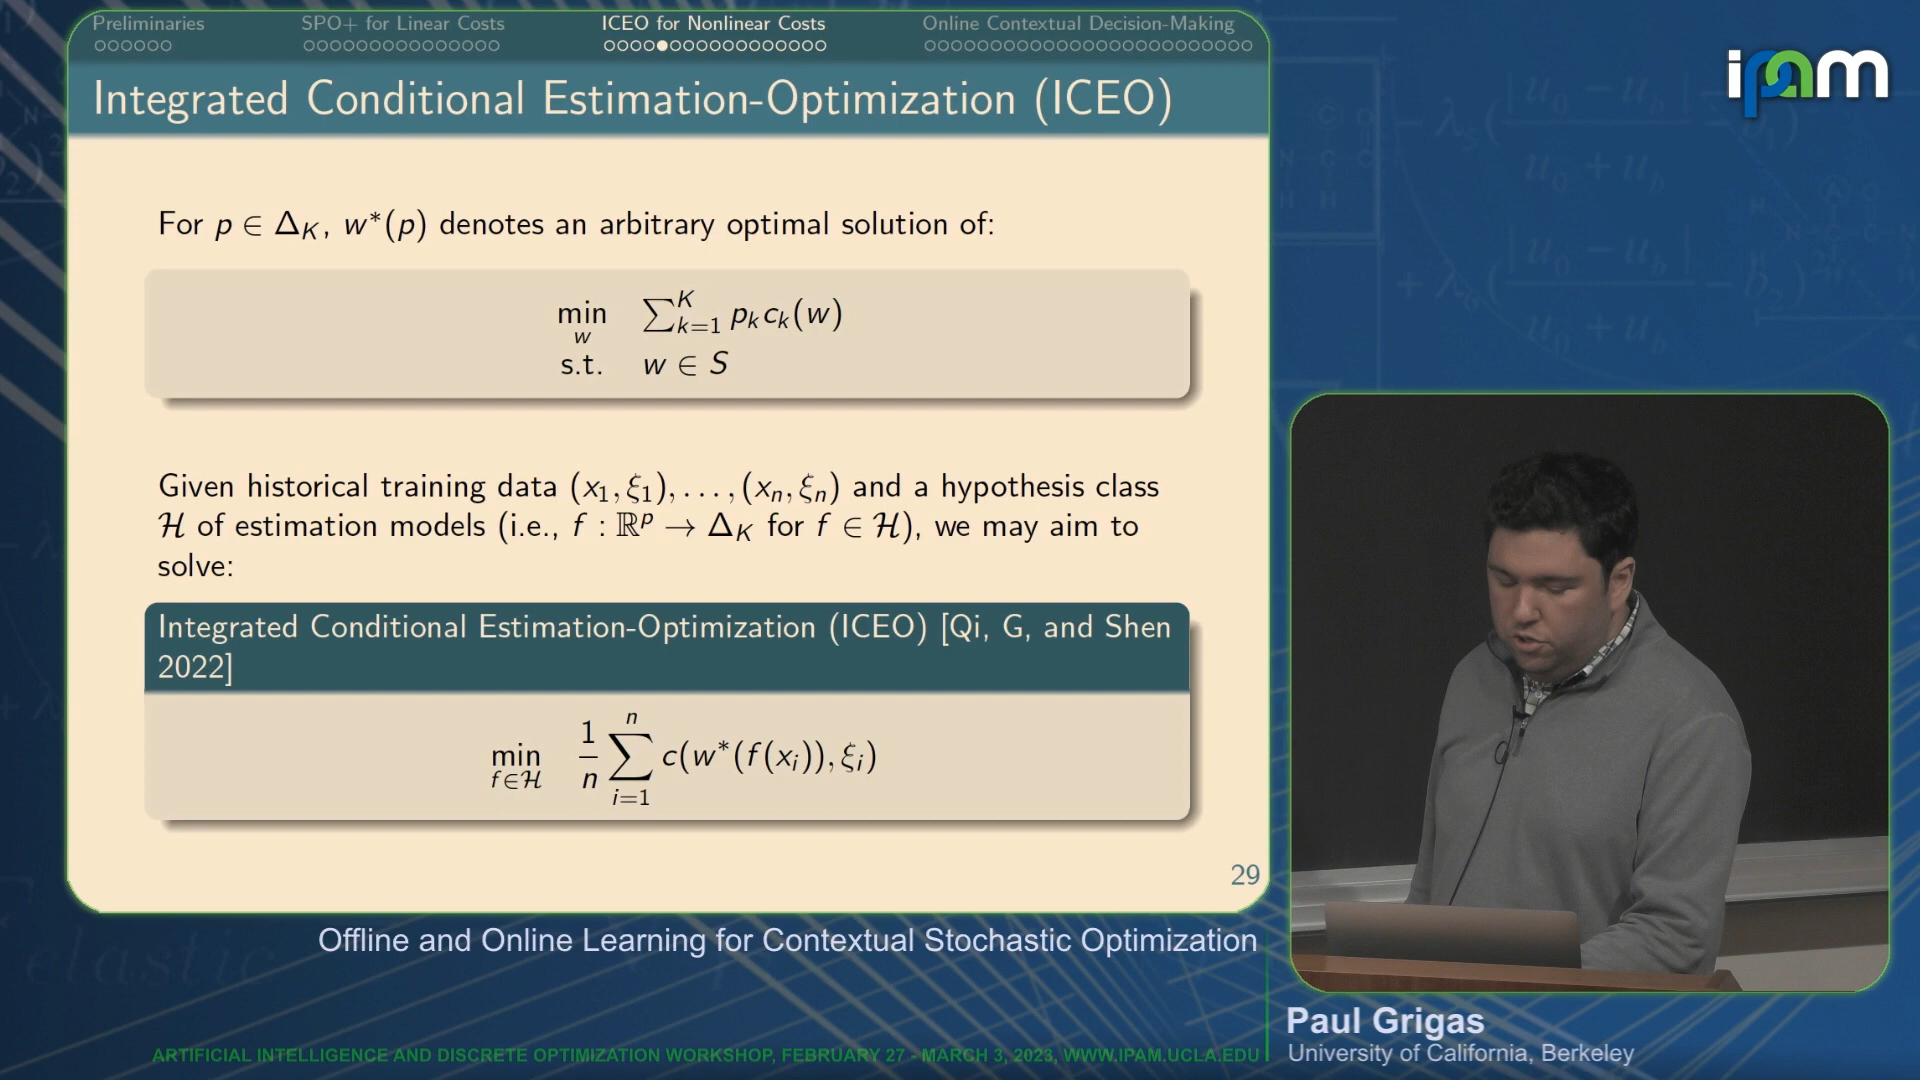 Preliminaries
SPO+ for Linear Costs
ICEO for Nonlinear Costs
Online Contextual Decision-Making
Integrated Conditional Estimation-Optimization (ICEO)
ipam
For p ∈ Δ_K, w*(p) denotes an arbitrary optimal solution of:
min_w ∑_{k=1}^{K} p_k c_k(w)
s.t. w ∈ S
Given historical training data (x₁, ξ₁), . . . , (x_n, ξ_n) and a hypothesis class
ℋ of estimation models (i.e., f : ℝ^p → Δ_K for f ∈ ℋ), we may aim to
solve:
Integrated Conditional Estimation-Optimization (ICEO) [Qi, G, and Shen
2022]
min_{f∈ℋ} 1/n ∑_{i=1}^{n} c(w*(f(x_i)), ξ_i)
29
Offline and Online Learning for Contextual Stochastic Optimization
Paul Grigas
University of California, Berkeley
ARTIFICIAL INTELLIGENCE AND DISCRETE OPTIMIZATION WORKSHOP, FEBRUARY 27 - MARCH 3, 2023, WWW.IPAM.UCLA.EDU
elastic